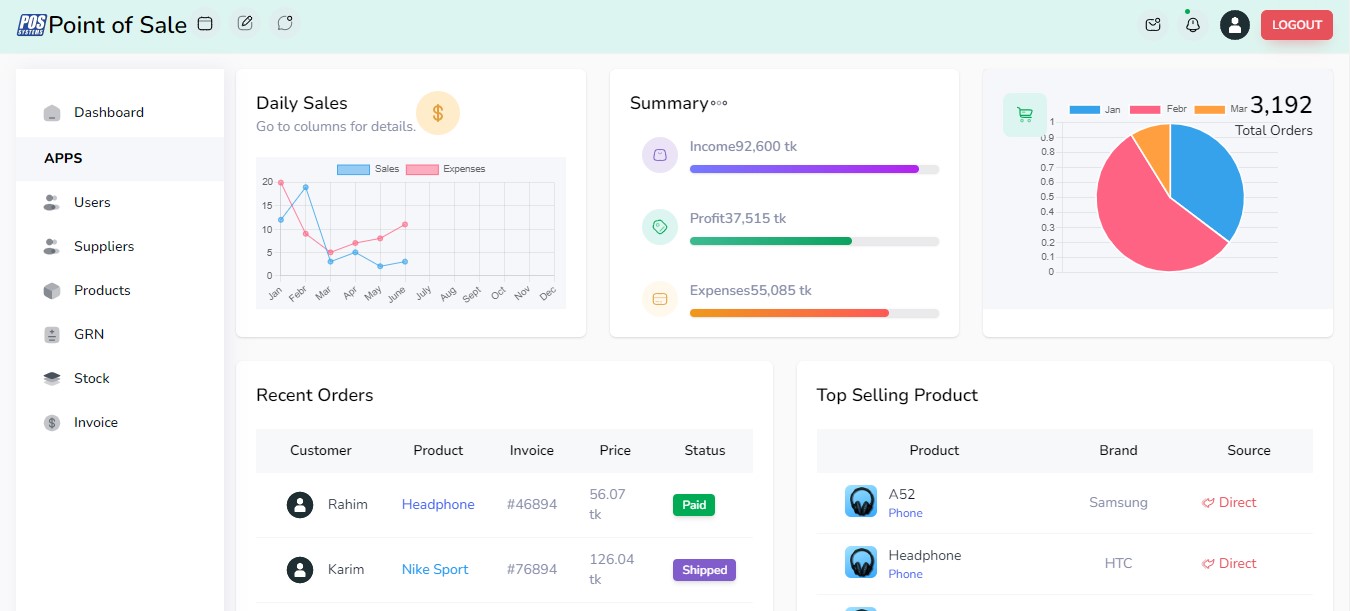 POS
SYSTEMS
Point of Sale
LOGOUT
Dashboard
APPS
Users
Suppliers
Products
GRN
Stock
Invoice
Daily Sales
Go to columns for details.
$
Sales Expenses
20
15
10
5
0
Jan Febr Mar Apr May June July Aug Sept Oct Nov Dec
Summary
Income92,600 tk
Profit37,515 tk
Expenses55,085 tk
Jan Febr Mar
3,192
Total Orders
1
0.9
0.8
0.7
0.6
0.5
0.4
0.3
0.2
0.1
0
Recent Orders
Customer Product Invoice Price Status
Rahim Headphone #46894 56.07 tk Paid
Karim Nike Sport #76894 126.04 tk Shipped
Top Selling Product
Product Brand Source
A52 Samsung Direct
Phone
Headphone HTC Direct
Phone